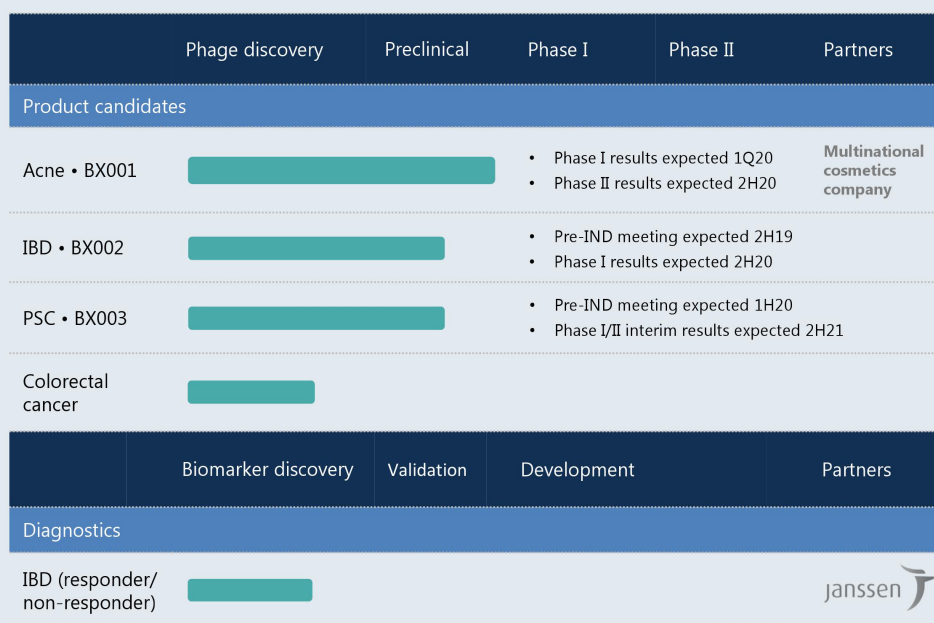 Phage discovery Preclinical Phase I Phase II Partners
Product candidates
Acne • BX001
• Phase I results expected 1Q20
• Phase II results expected 2H20
Multinational
cosmetics
company
IBD • BX002
• Pre-IND meeting expected 2H19
• Phase I results expected 2H20
PSC • BX003
• Pre-IND meeting expected 1H20
• Phase I/II interim results expected 2H21
Colorectal
cancer
Biomarker discovery Validation Development Partners
Diagnostics
IBD (responder/
non-responder)
janssen